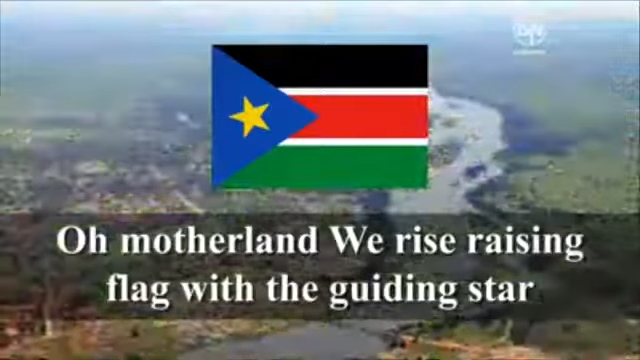 Oh motherland We rise raising
flag with the guiding star